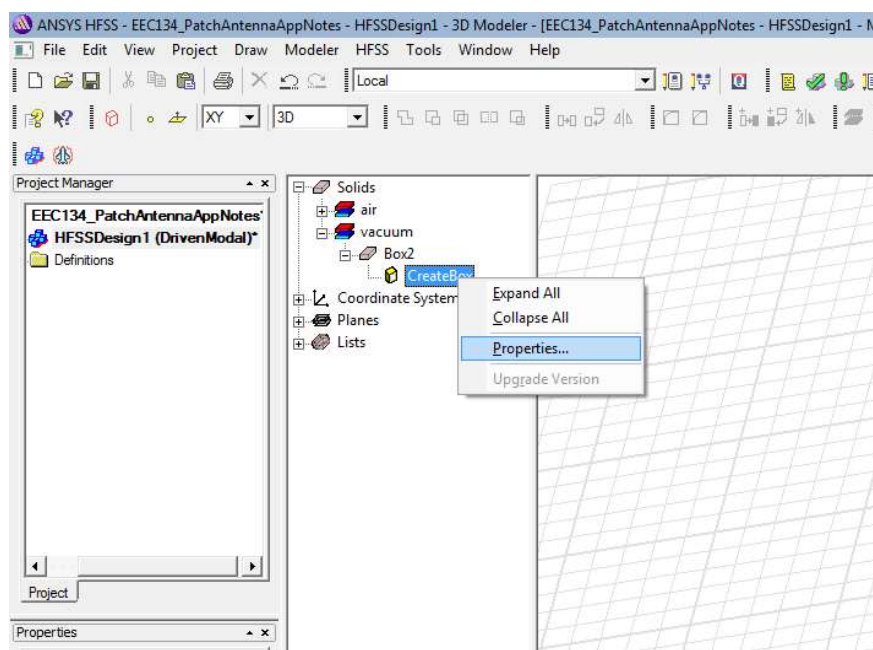 ANSYS HFSS - EEC134_PatchAntennaAppNotes - HFSSDesign1 - 3D Modeler - [EEC134_PatchAntennaAppNotes - HFSSDesign1 - M
File Edit View Project Draw Modeler HFSS Tools Window Help
Local
XY 3D
Project Manager
EEC134_PatchAntennaAppNotes*
HFSSDesign1 (DrivenModal)*
Definitions
Project
Properties
Solids
air
vacuum
Box2
CreateBox
Coordinate System
Planes
Lists
Expand All
Collapse All
Properties...
Upgrade Version